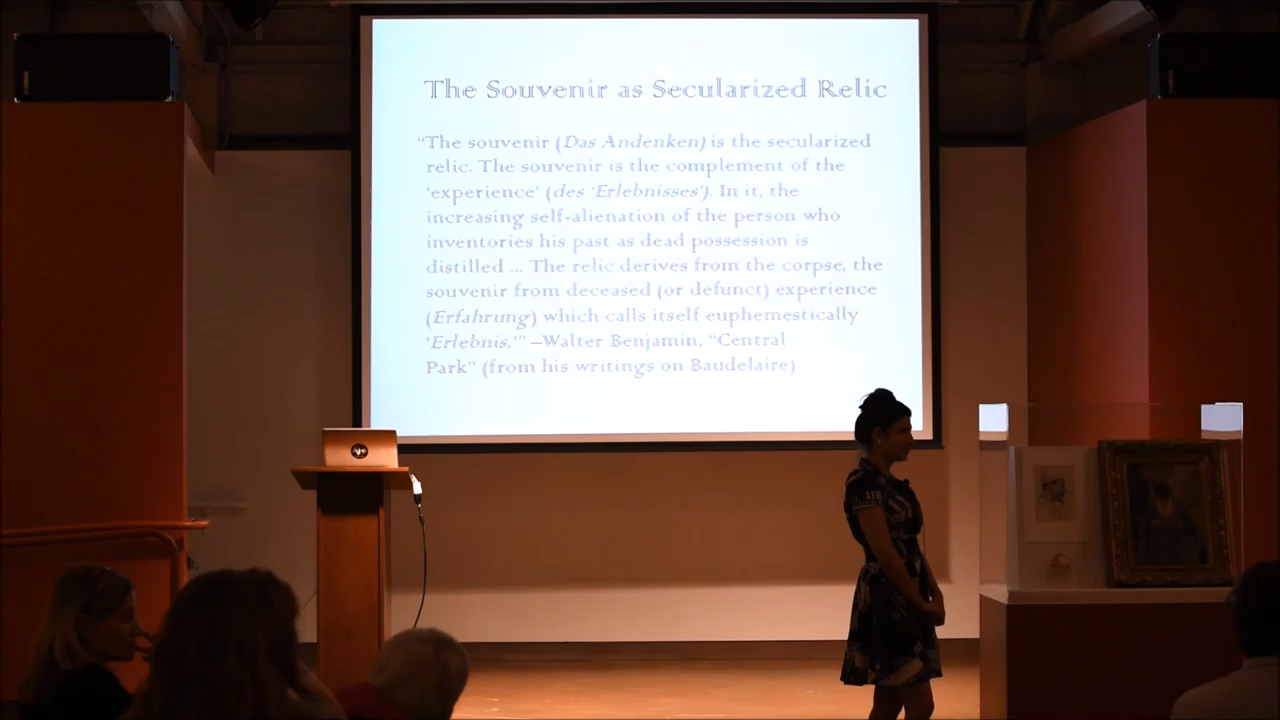 The Souvenir as Secularized Relic
"The souvenir (Das Andenken) is the secularized
relic. The souvenir is the complement of the
'experience' (des 'Erlebnisses'). In it, the
increasing self-alienation of the person who
inventories his past as dead possession is
distilled ... The relic derives from the corpse, the
souvenir from deceased (or defunct) experience
(Erfahrung) which calls itself euphemestically
'Erlebnis.'" —Walter Benjamin, "Central
Park" (from his writings on Baudelaire)